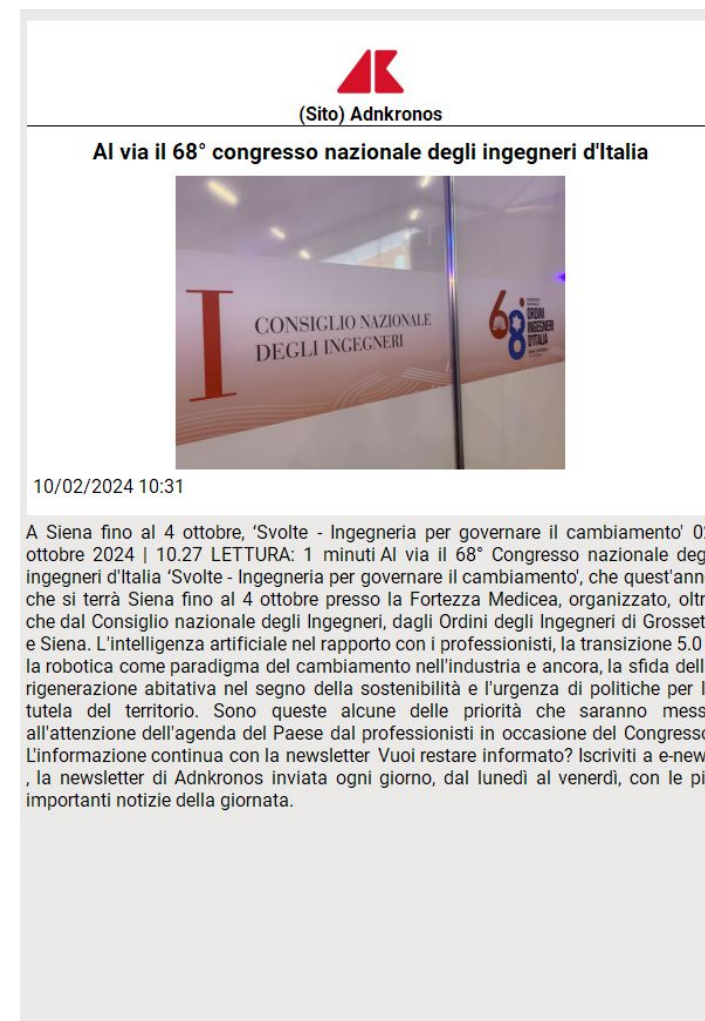 (Sito) Adnkronos
Al via il 68° congresso nazionale degli ingegneri d'Italia
I
CONSIGLIO NAZIONALE
DEGLI INGEGNERI
68°
ORDINI
INGEGNERI
D'ITALIA
10/02/2024 10:31
A Siena fino al 4 ottobre, ‘Svolte - Ingegneria per governare il cambiamento'
ottobre 2024 | 10.27 LETTURA: 1 minuti Al via il 68° Congresso nazionale deg
ingegneri d'Italia ‘Svolte - Ingegneria per governare il cambiamento', che quest'ann
che si terrà Siena fino al 4 ottobre presso la Fortezza Medicea, organizzato, oltr
che dal Consiglio nazionale degli Ingegneri, dagli Ordini degli Ingegneri di Grosset
e Siena. L'intelligenza artificiale nel rapporto con i professionisti, la transizione 5.0
la robotica come paradigma del cambiamento nell'industria e ancora, la sfida dell
rigenerazione abitativa nel segno della sostenibilità e l'urgenza di politiche per l
tutela del territorio. Sono queste alcune delle priorità che saranno mess
all'attenzione dell'agenda del Paese dal professionisti in occasione del Congresso
L'informazione continua con la newsletter Vuoi restare informato? Iscriviti a e-new
, la newsletter di Adnkronos inviata ogni giorno, dal lunedì al venerdì, con le pi
importanti notizie della giornata.